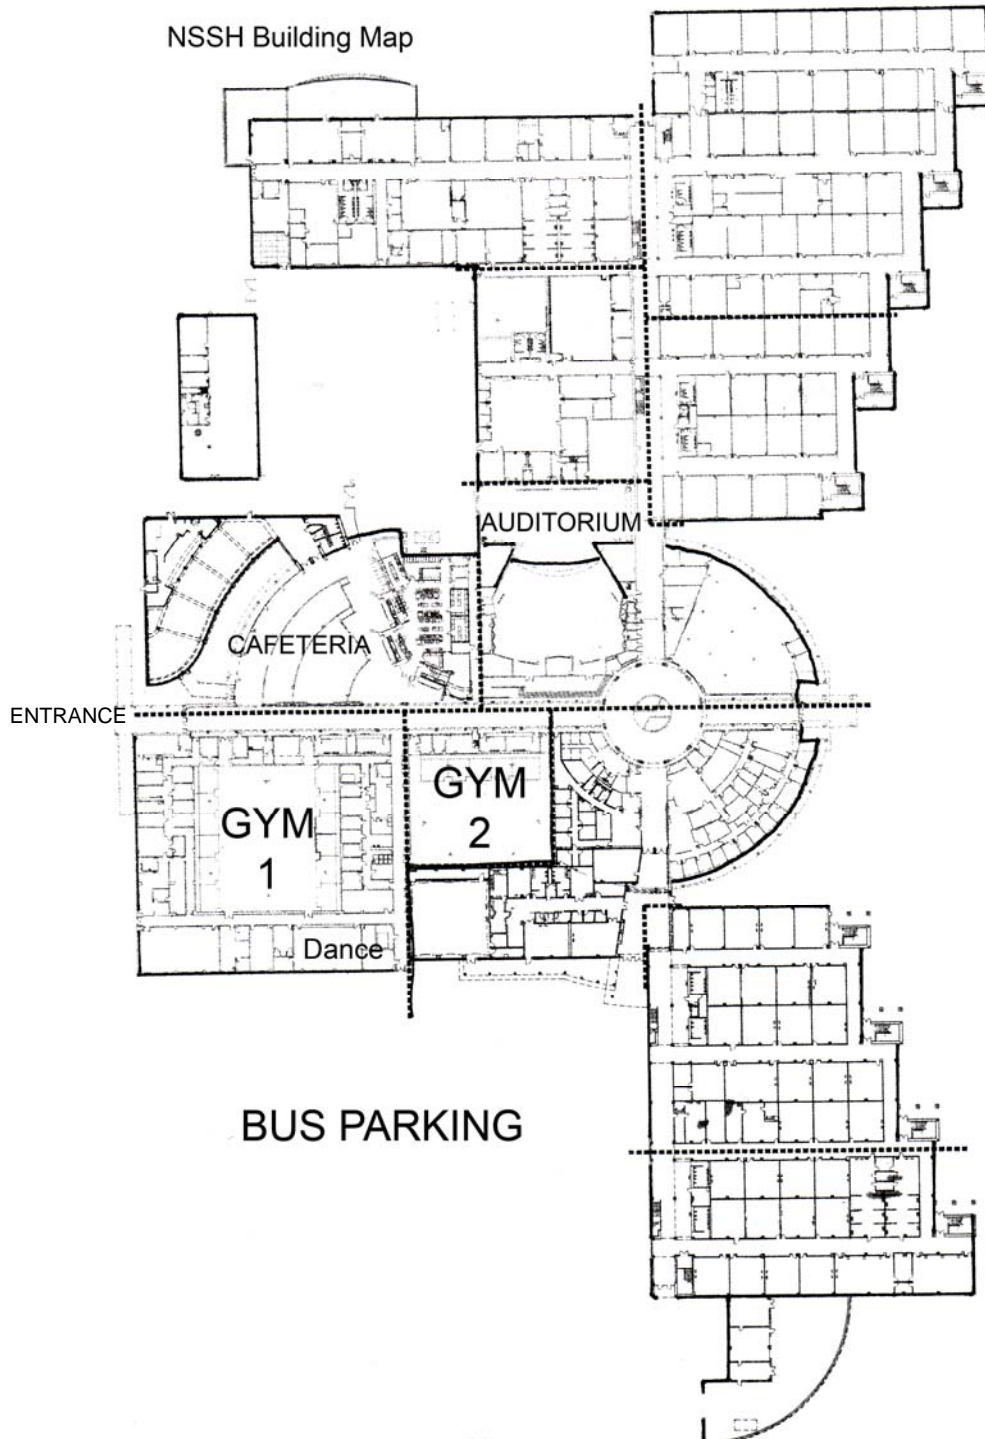 NSSH Building Map
AUDITORIUM
CAFETERIA
ENTRANCE
GYM
1
GYM
2
Dance
BUS PARKING